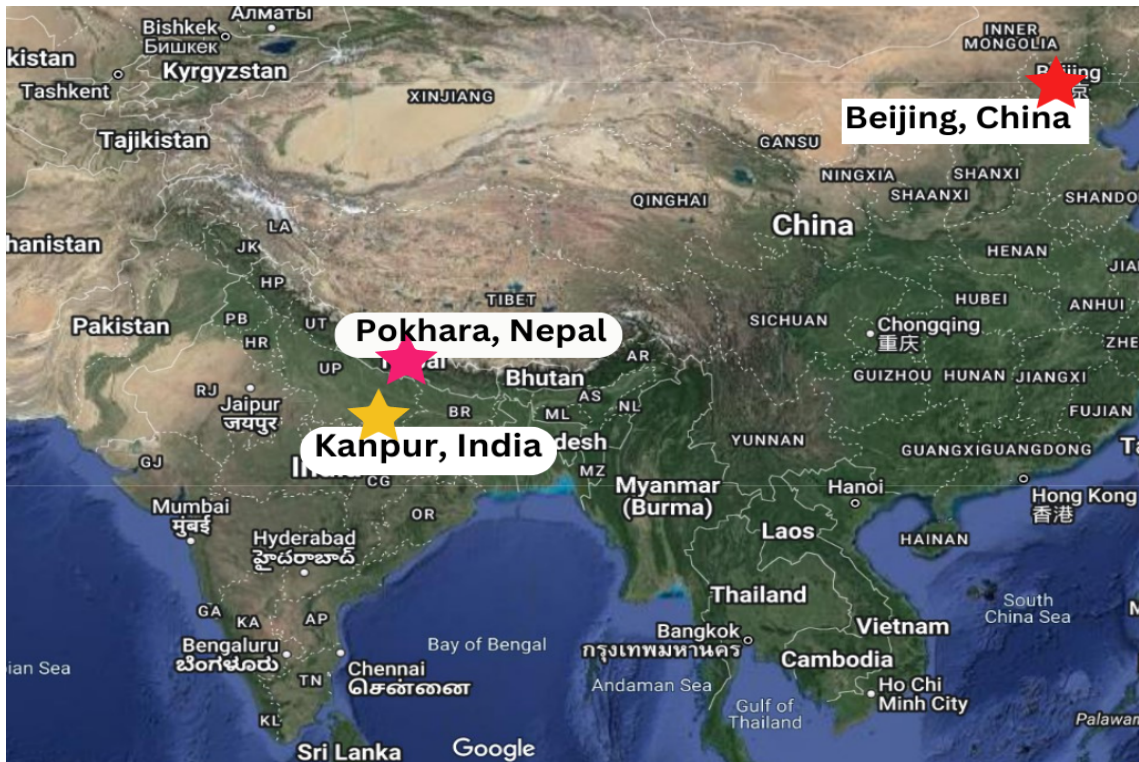 Алматы
Bishkek
Бишкек
INNER
MONGOLIA
kistan
Kyrgyzstan
Tashkent
Beijing
京
XINJIANG
Beijing, China
Tajikistan
GANSU
NINGXIA
SHANXI
SHAANXI
QINGHAI
SHANDO
China
LA
hanistan
JK
HENAN
JIA
HP
TIBET
HUBEI
ANHUI
Pakistan
PB
UT
Pokhara, Nepal
SICHUAN
Chongqing
重庆
HR
ZHE
AR
UP
Bhutan
GUIZHOU
HUNAN
JIANGXI
RJ
Jaipur
जयपुर
AS
BR
ML
NL
FUJIAN
Kanpur, India
desh
YUNNAN
GUANGXI
GUANGDONG
GJ
MZ
CG
Myanmar
(Burma)
Hanoi
Hong Kong
香港
Mumbai
मुंबई
OR
Hyderabad
హైదరాబాద్
Laos
HAINAN
Thailand
GA
KA
AP
South
China Sea
Vietnam
Bengaluru
ಬೆಂಗಳೂರು
Bay of Bengal
Bangkok
กรุงเทพมหานคร
Cambodia
ian Sea
Chennai
சென்னை
TN
Andaman Sea
Ho Chi
Minh City
Gulf of
Thailand
KL
Palawan
Sri Lanka
Google